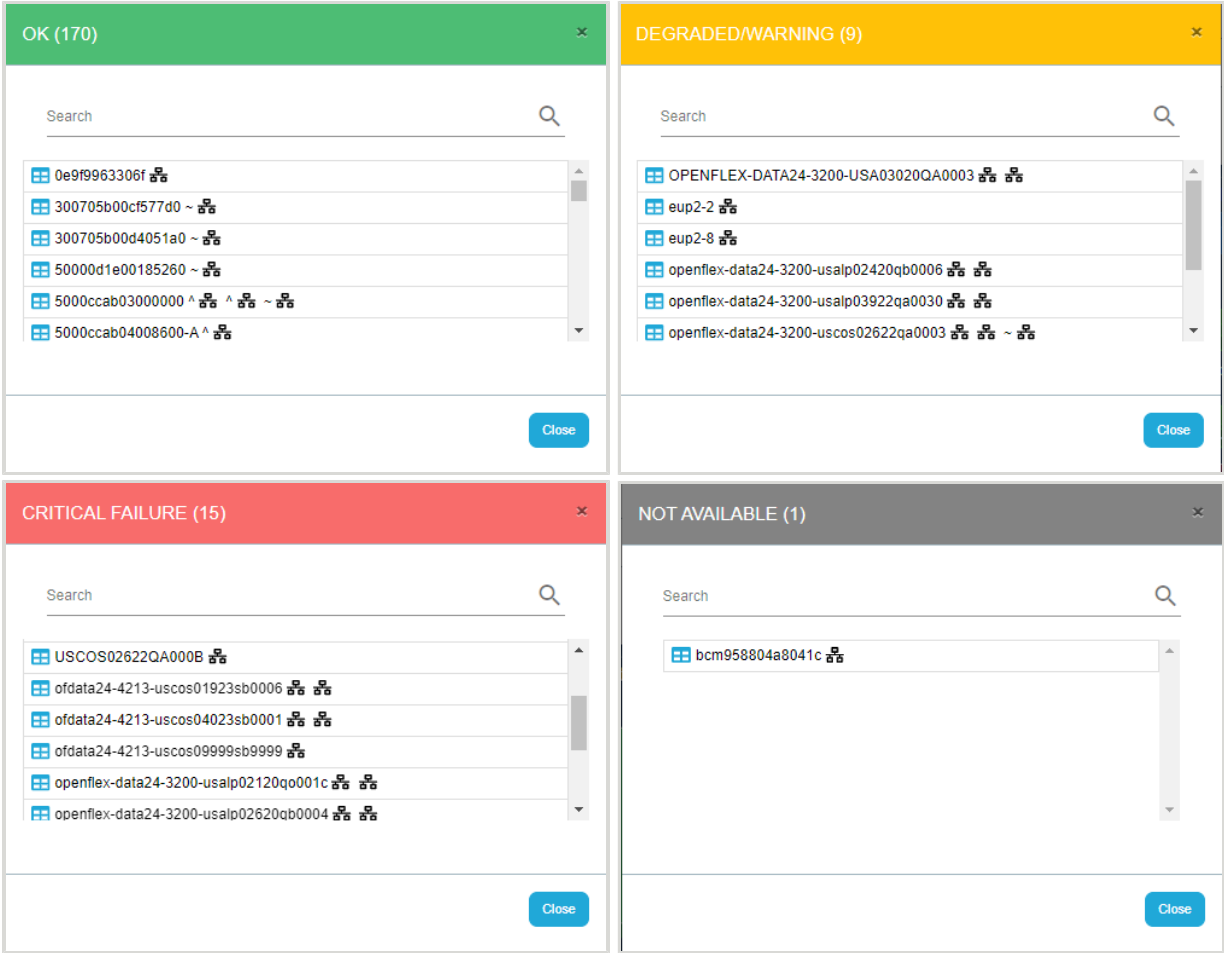 OK (170)
×
Search
0e9f9963306f
300705b00cf577d0 ~
300705b00d4051a0 ~
50000d1e00185260 ~
5000ccab03000000 ^ ^ ~
5000ccab04008600-A ^
Close
DEGRADED/WARNING (9)
×
Search
OPENFLEX-DATA24-3200-USA03020QA0003
eup2-2
eup2-8
openflex-data24-3200-usalp02420qb0006
openflex-data24-3200-usalp03922qa0030
openflex-data24-3200-uscos02622qa0003 ~
Close
CRITICAL FAILURE (15)
×
Search
USCOS02622QA000B
ofdata24-4213-uscos01923sb0006
ofdata24-4213-uscos04023sb0001
ofdata24-4213-uscos09999sb9999
openflex-data24-3200-usalp02120qo001c
openflex-data24-3200-usalp02620qb0004
Close
NOT AVAILABLE (1)
×
Search
bcm958804a8041c
Close